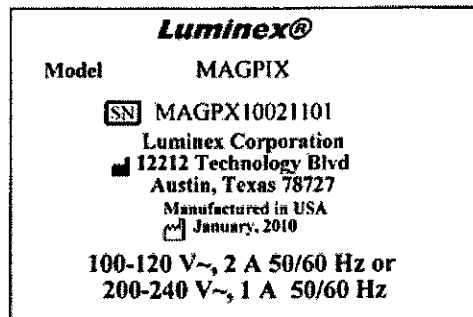 Luminex®
Model MAGPIX
SN MAGPX10021101
Luminex Corporation
12212 Technology Blvd
Austin, Texas 78727
Manufactured in USA
January, 2010
100-120 V~, 2 A 50/60 Hz or
200-240 V~, 1 A 50/60 Hz